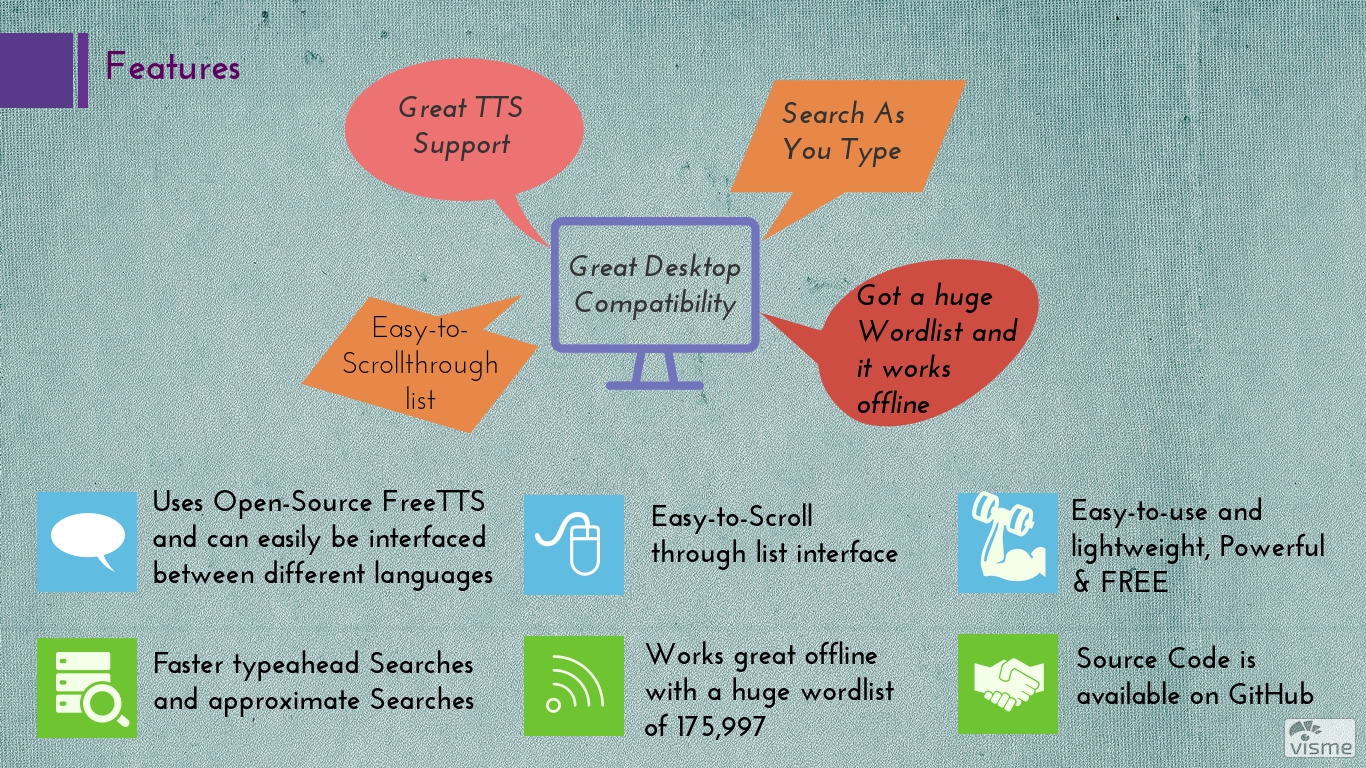 Features
Great TTS
Support
Search As
You Type
Great Desktop
Compatibility
Easy-to-
Scrollthrough
list
Got a huge
Wordlist and
it works
offline
Uses Open-Source FreeTTS
and can easily be interfaced
between different languages
Easy-to-Scroll
through list interface
Easy-to-use and
lightweight, Powerful
& FREE
Faster typeahead Searches
and approximate Searches
Works great offline
with a huge wordlist
of 175,997
Source Code is
available on GitHub
visme